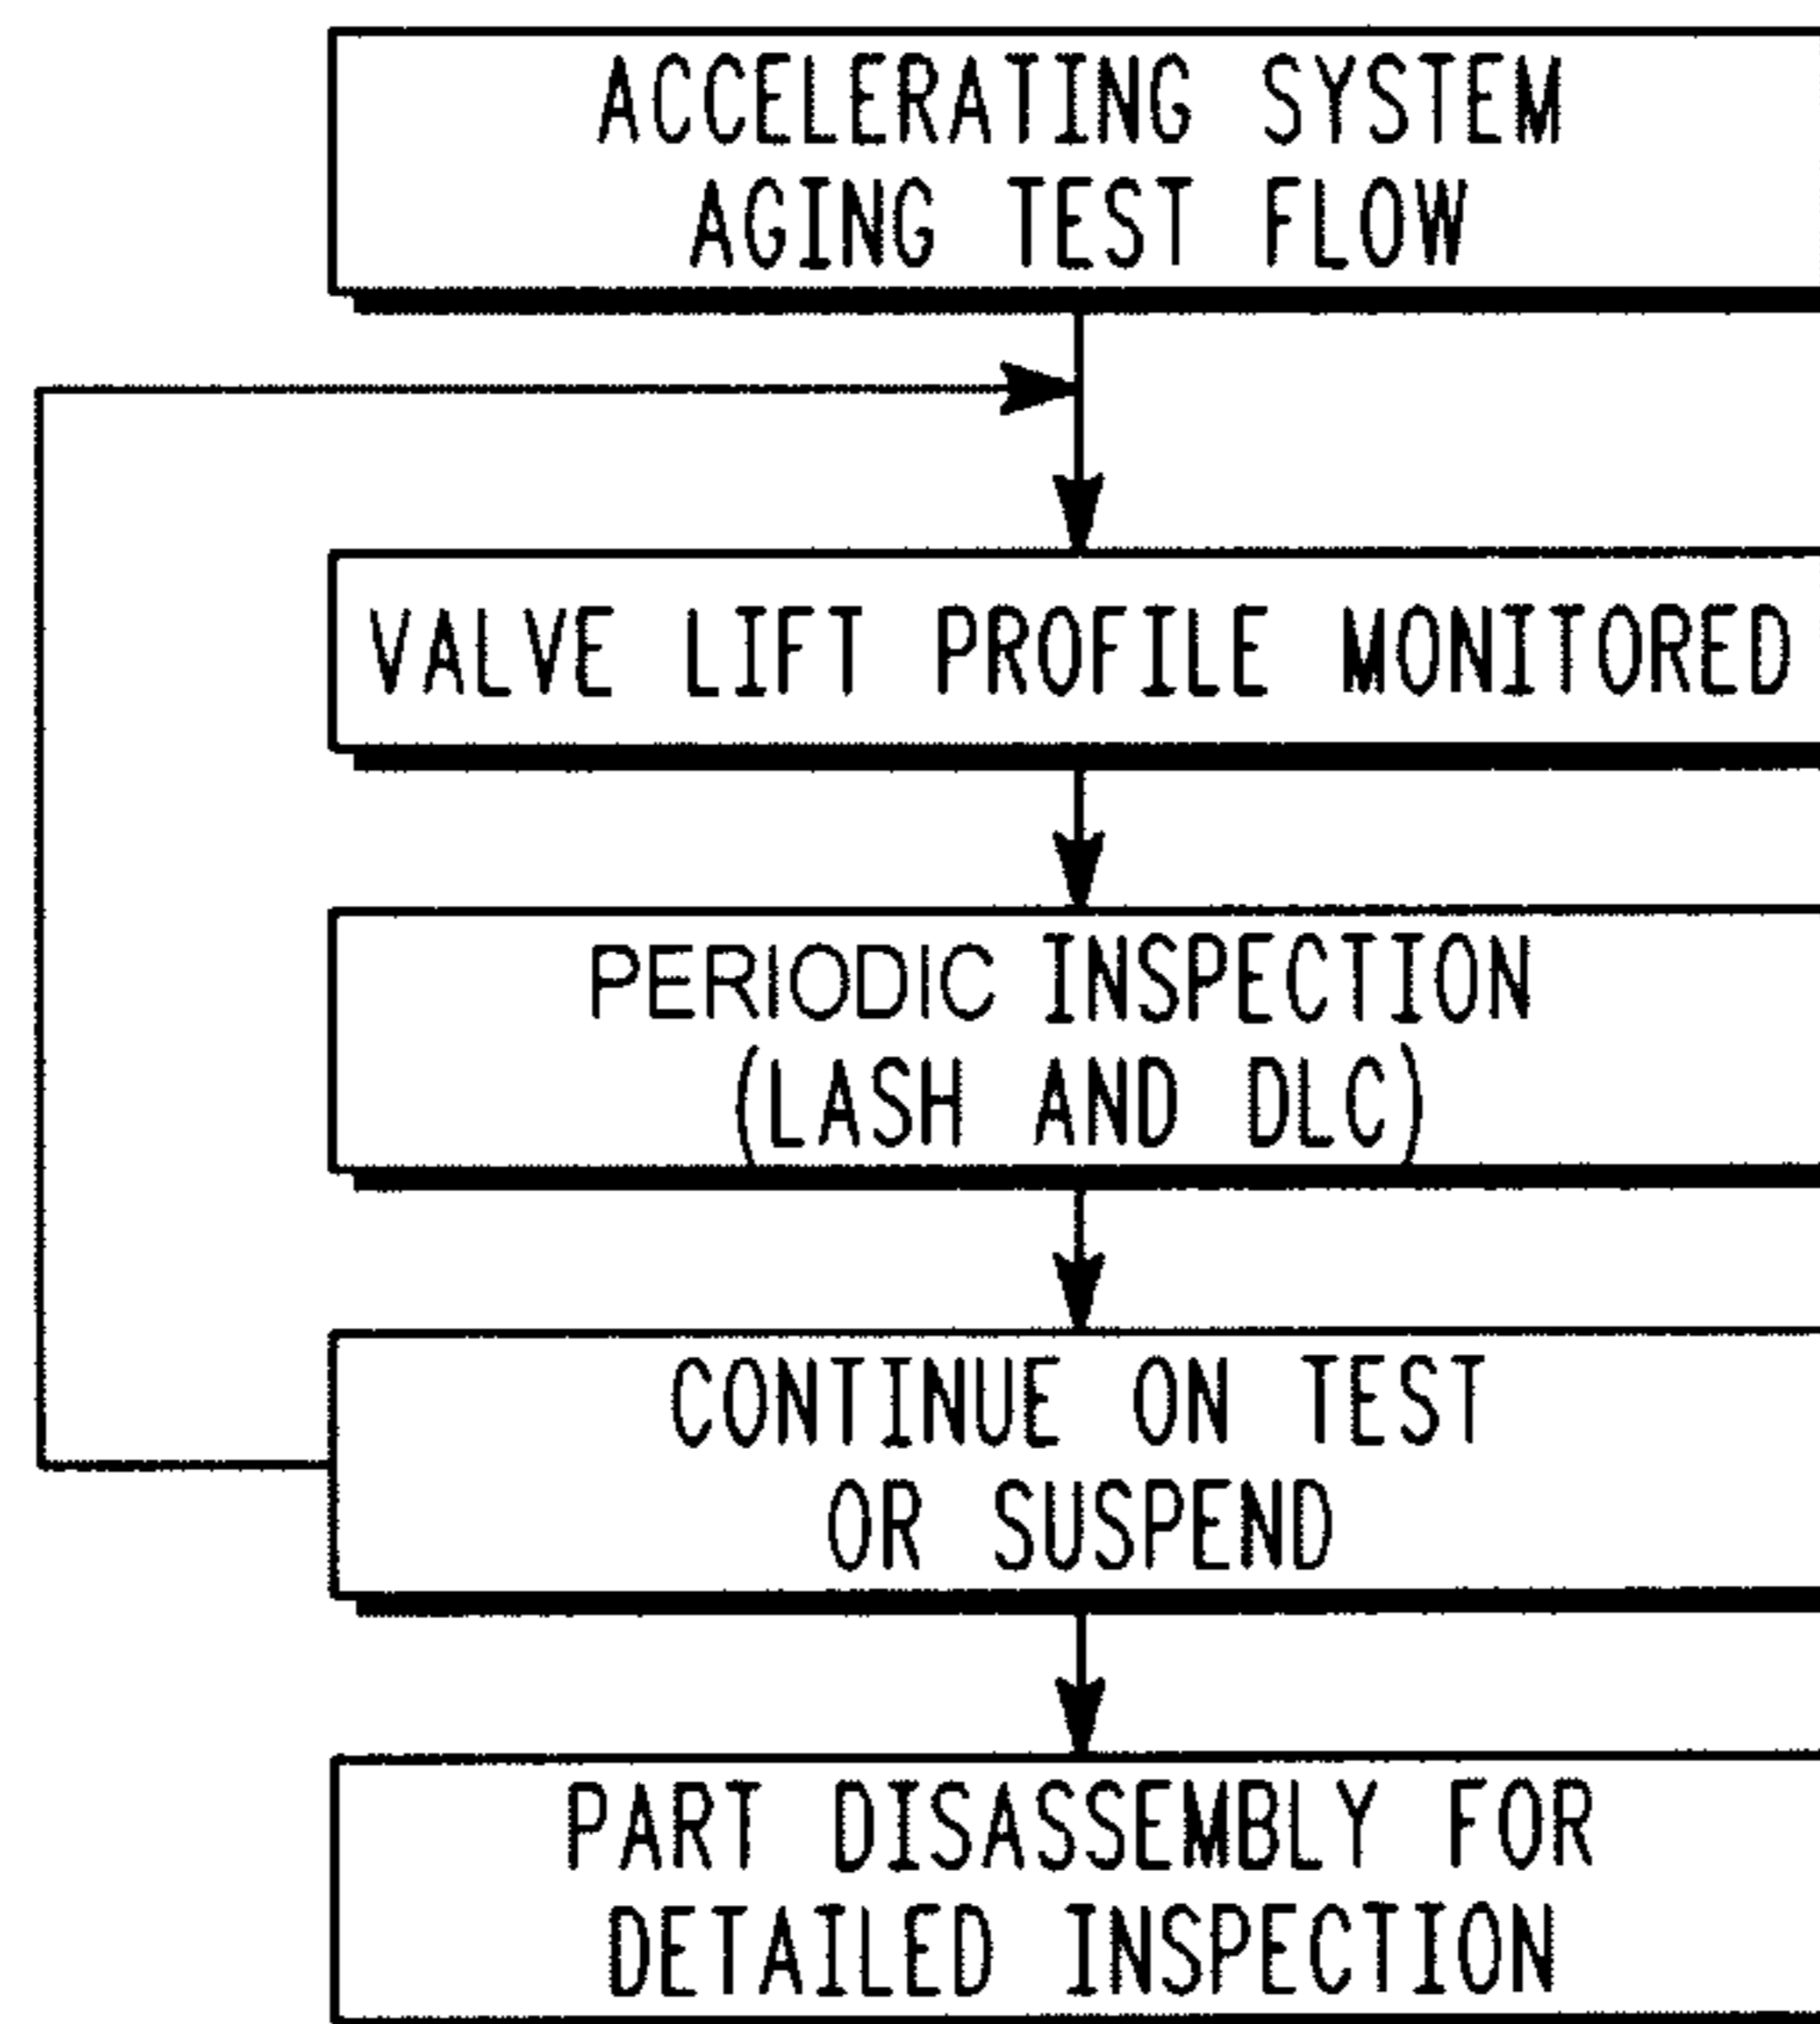 ACCELERATING SYSTEM
AGING TEST FLOW
VALVE LIFT PROFILE MONITORED
PERIODIC INSPECTION
(LASH AND DLC)
CONTINUE ON TEST
OR SUSPEND
PART DISASSEMBLY FOR
DETAILED INSPECTION